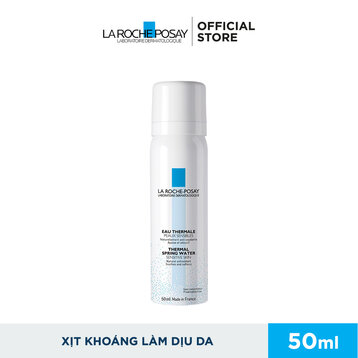 LA ROCHE-POSAY
LABORATOIRE DERMATOLOGIQUE
OFFICIAL
STORE
LA ROCHE-POSAY
LABORATOIRE DERMATOLOGIQUE
EAU THERMALE
PEAUX SENSIBLES
THERMAL
SPRING WATER
SENSITIVE SKIN
50ml Made in France
XỊT KHOÁNG LÀM DỊU DA
50ml